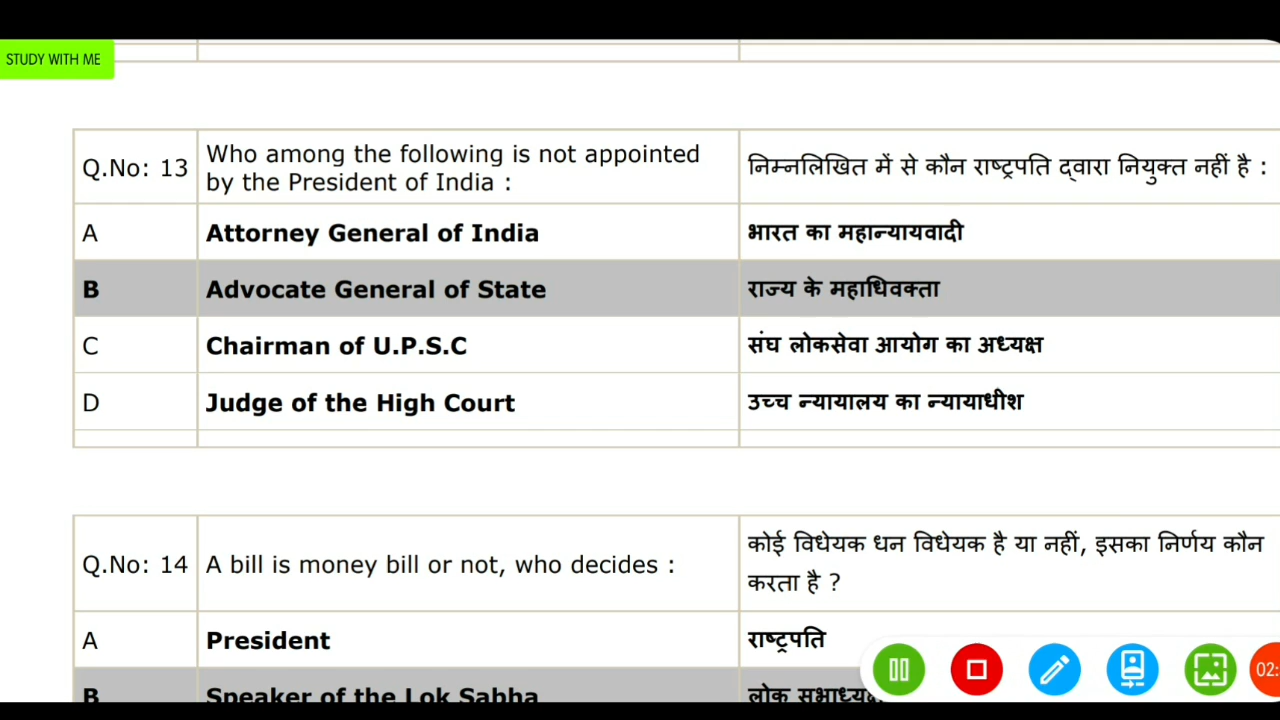 STUDY WITH ME
Q.No: 13
Who among the following is not appointed
by the President of India :
निम्नलिखित में से कौन राष्ट्रपति द्वारा नियुक्त नहीं है :
A
Attorney General of India
भारत का महान्यायवादी
B
Advocate General of State
राज्य के महाधिवक्ता
C
Chairman of U.P.S.C
संघ लोकसेवा आयोग का अध्यक्ष
D
Judge of the High Court
उच्च न्यायालय का न्यायाधीश
Q.No: 14
A bill is money bill or not, who decides :
कोई विधेयक धन विधेयक है या नहीं, इसका निर्णय कौन
करता है ?
A
President
राष्ट्रपति
B
Speaker of the Lok Sabha
लोक
02: